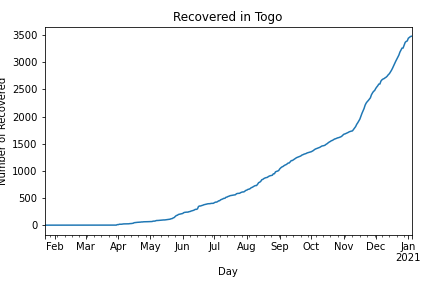 Recovered in Togo
3500
3000
2500
2000
1500
1000
500
0
Number of Recovered
Feb Mar Apr May Jun Jul Aug Sep Oct Nov Dec Jan
2021
Day